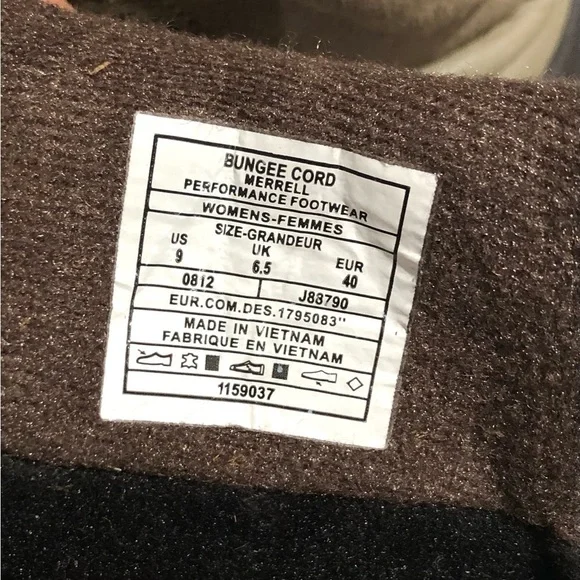 BUNGEE CORD
MERRELL
PERFORMANCE FOOTWEAR
WOMENS-FEMMES
SIZE-GRANDEUR
US UK EUR
9 6.5 40
0812 J83790
EUR.COM.DES.1795083"
MADE IN VIETNAM
FABRIQUE EN VIETNAM
1159037